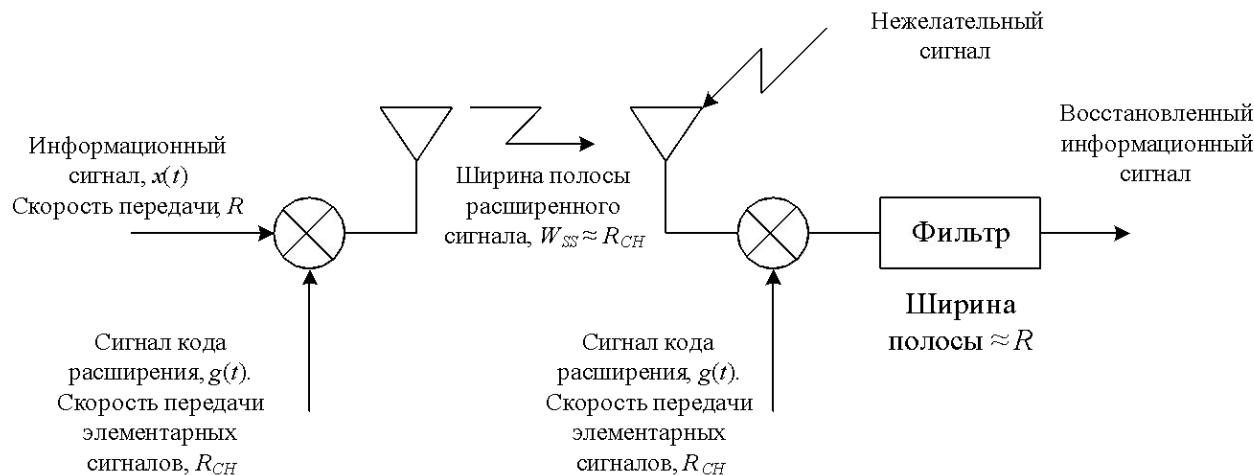 Информационный
сигнал, x(t)
Скорость передачи, R
Сигнал кода
расширения, g(t).
Скорость передачи
элементарных
сигналов, R_CH
Ширина полосы
расширенного
сигнала, W_SS ≈ R_CH
Нежелательный
сигнал
Сигнал кода
расширения, g(t).
Скорость передачи
элементарных
сигналов, R_CH
Фильтр
Ширина
полосы ≈ R
Восстановленный
информационный
сигнал